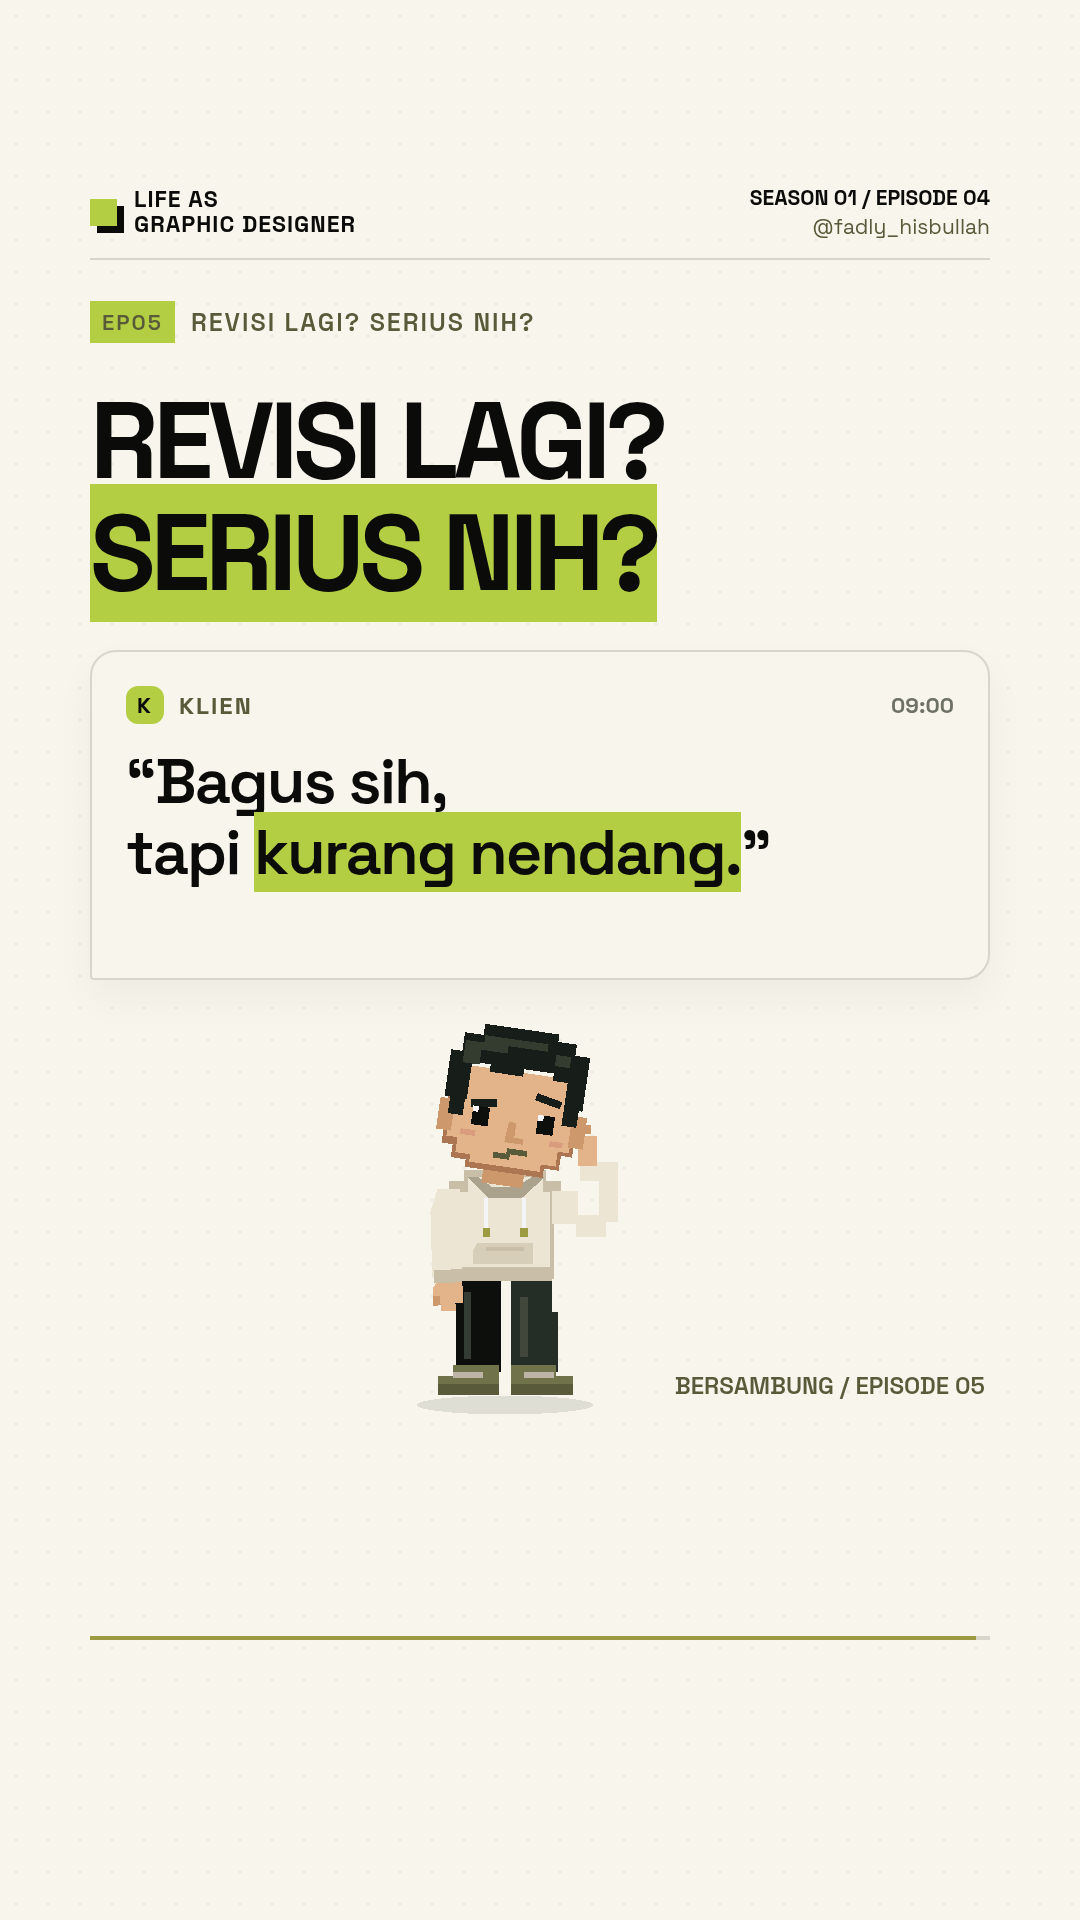 LIFE AS
GRAPHIC DESIGNER
SEASON 01 / EPISODE 04
@fadly_hisbullah
EP05 REVISI LAGI? SERIUS NIH?
REVISI LAGI?
SERIUS NIH?
K KLIEN 09:00
“Bagus sih,
tapi kurang nendang.”
BERSAMBUNG / EPISODE 05